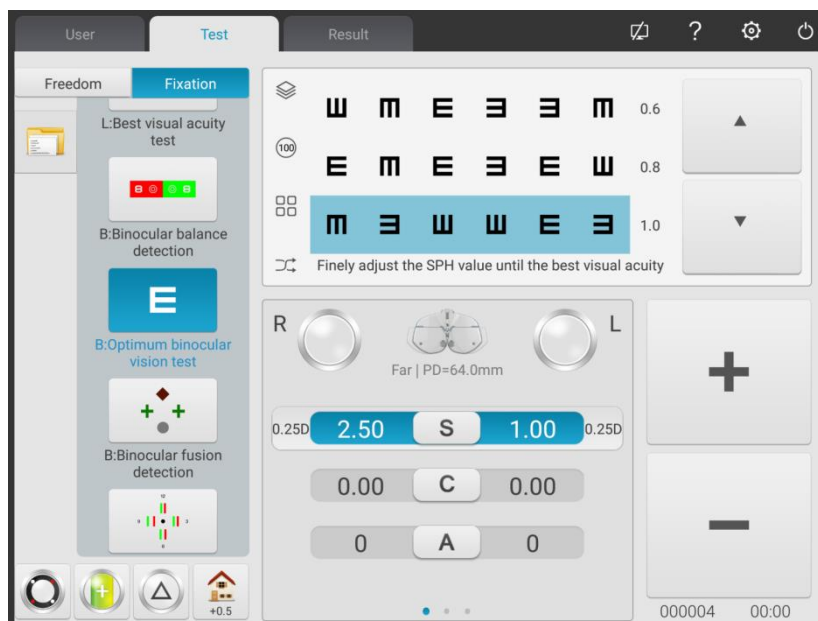 User
Test
Result
?
Freedom
Fixation
L:Best visual acuity
test
B:Binocular balance
detection
E
B:Optimum binocular
vision test
B:Binocular fusion
detection
+0.5
100
0.6
0.8
1.0
Finely adjust the SPH value until the best visual acuity
R
L
Far | PD=64.0mm
0.25D 2.50 S 1.00 0.25D
0.00 C 0.00
0 A 0
+
−
000004 00:00